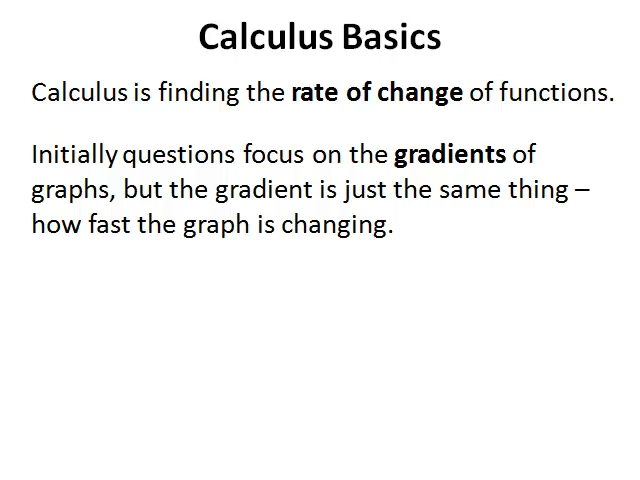 Calculus Basics
Calculus is finding the rate of change of functions.
Initially questions focus on the gradients of
graphs, but the gradient is just the same thing –
how fast the graph is changing.